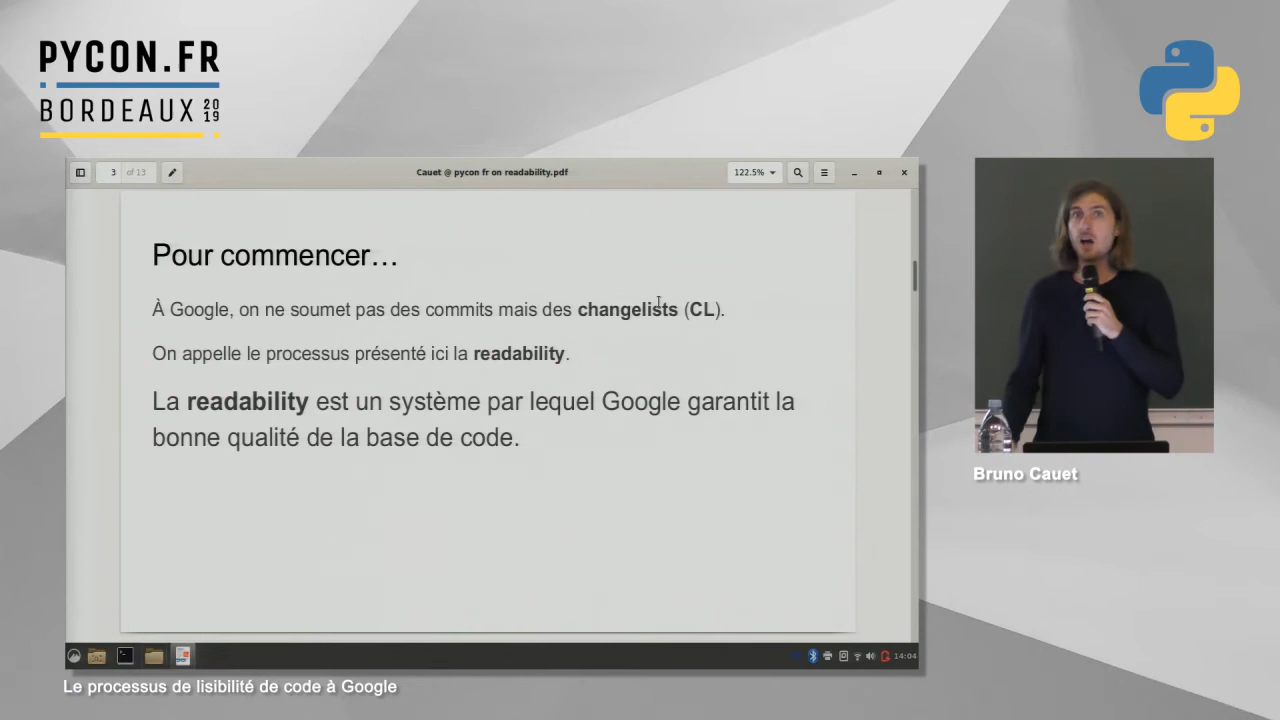 PYCON.FR
BORDEAUX 2019
3 of 13
Cauet @ pycon fr on readability.pdf
122.5%
Pour commencer…
À Google, on ne soumet pas des commits mais des changelists (CL).
On appelle le processus présenté ici la readability.
La readability est un système par lequel Google garantit la
bonne qualité de la base de code.
14:04
Bruno Cauet
Le processus de lisibilité de code à Google